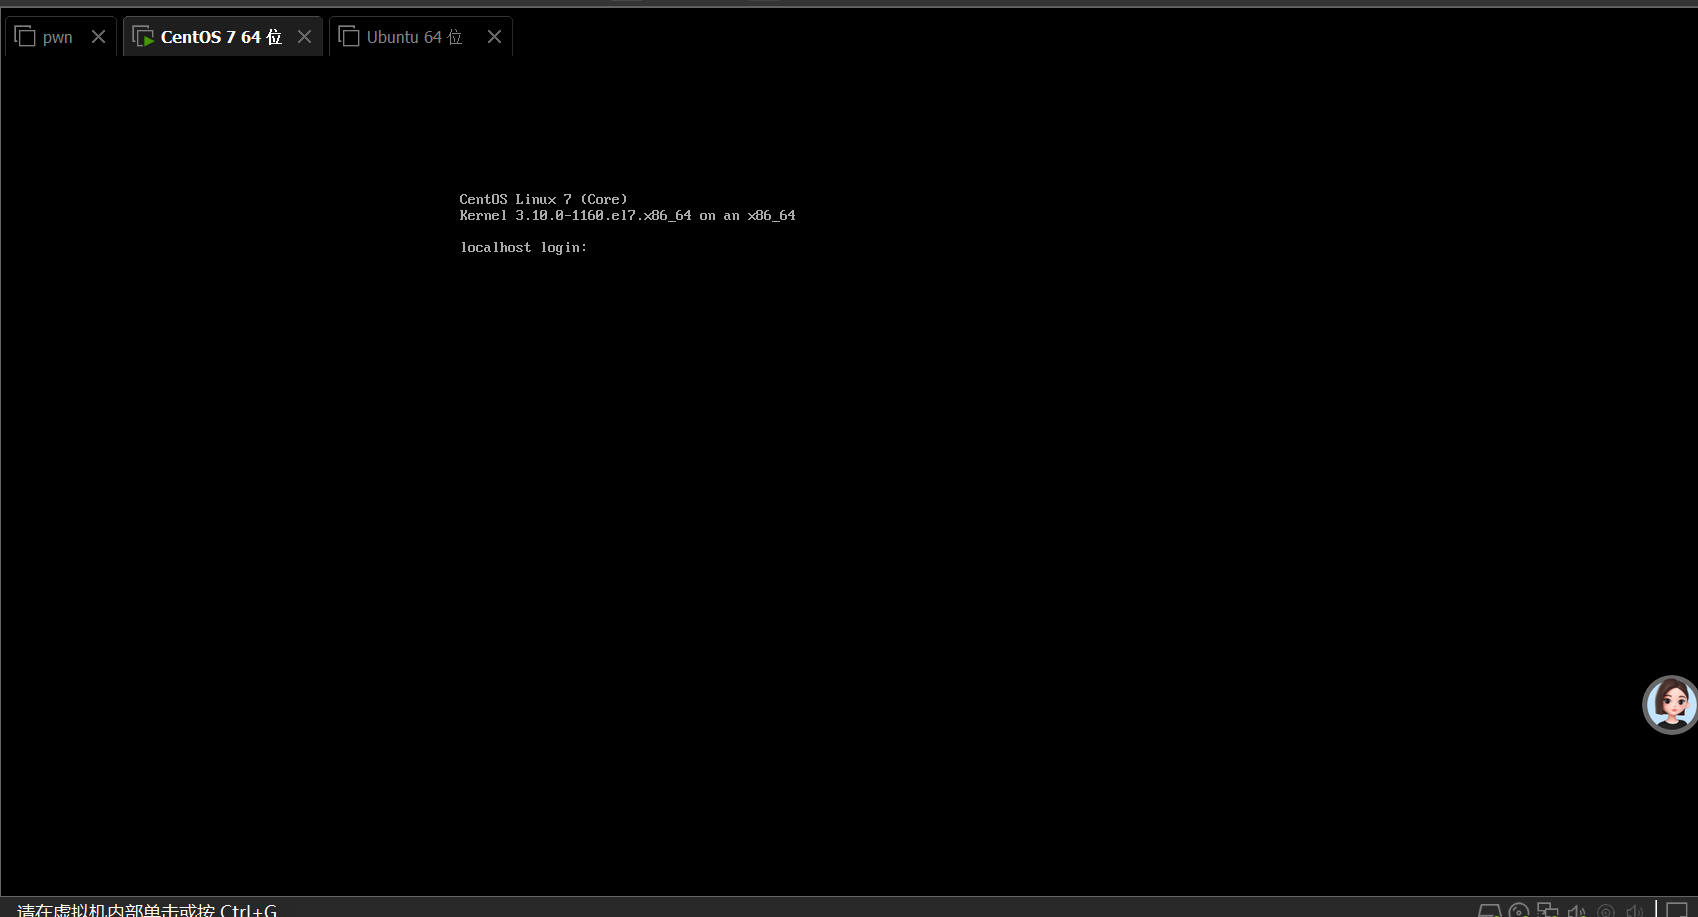 pwn
CentOS 7 64 位
Ubuntu 64 位
CentOS Linux 7 (Core)
Kernel 3.10.0-1160.el7.x86_64 on an x86_64
localhost login:
请在虚拟机内部单击或按 Ctrl+G